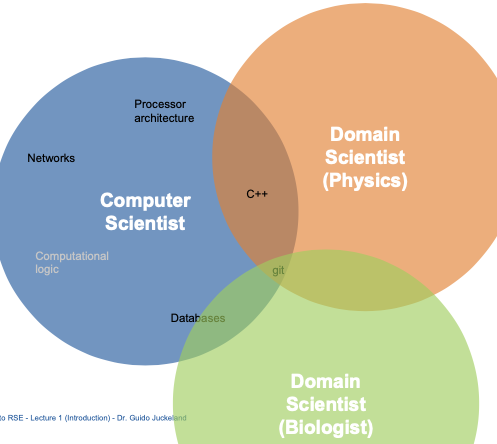 Processor
architecture
Networks
Domain
Scientist
(Physics)
C++
Computer
Scientist
Computational
logic
git
Databases
Domain
Scientist
(Biologist)
to RSE - Lecture 1 (Introduction) - Dr. Guido Juckeland